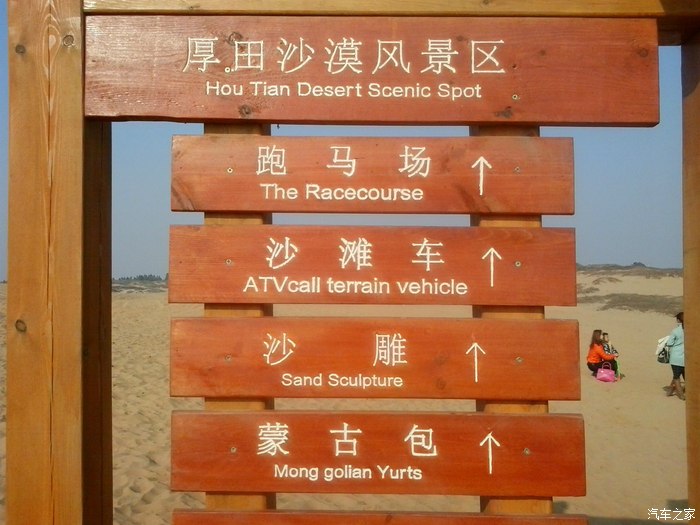 厚田沙漠风景区
Hou Tian Desert Scenic Spot
跑马场
The Racecourse
沙滩车
ATVcall terrain vehicle
沙雕
Sand Sculpture
蒙古包
Mong golian Yurts
汽车之家